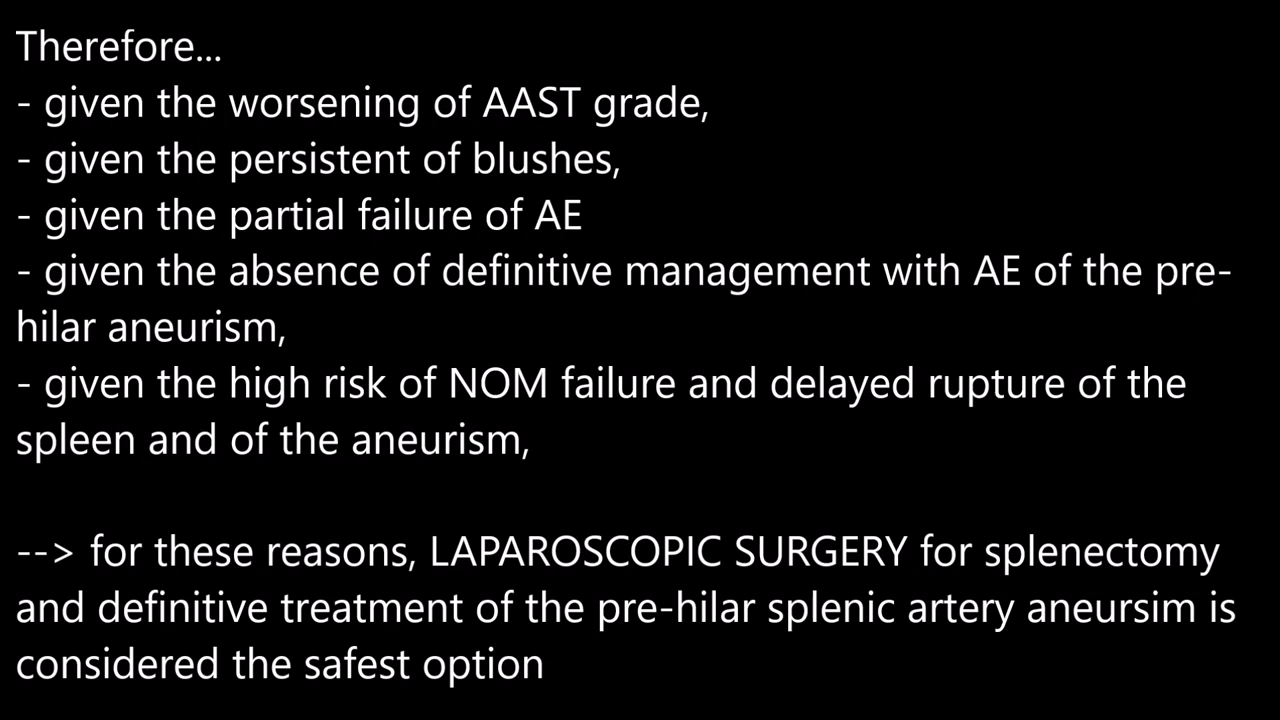 Therefore...
- given the worsening of AAST grade,
- given the persistent of blushes,
- given the partial failure of AE
- given the absence of definitive management with AE of the pre-
hilar aneurism,
- given the high risk of NOM failure and delayed rupture of the
spleen and of the aneurism,
--> for these reasons, LAPAROSCOPIC SURGERY for splenectomy
and definitive treatment of the pre-hilar splenic artery aneursim is
considered the safest option